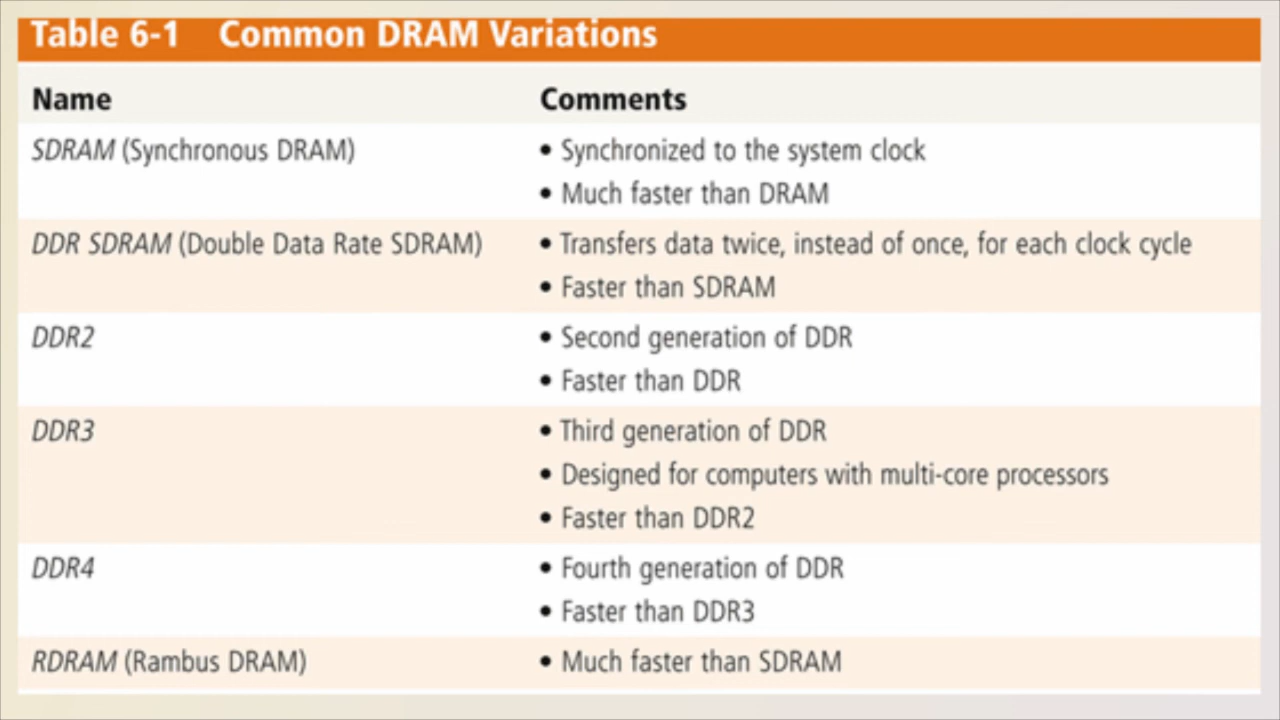 Table 6-1 Common DRAM Variations
Name Comments
SDRAM (Synchronous DRAM) • Synchronized to the system clock
• Much faster than DRAM
DDR SDRAM (Double Data Rate SDRAM) • Transfers data twice, instead of once, for each clock cycle
• Faster than SDRAM
DDR2 • Second generation of DDR
• Faster than DDR
DDR3 • Third generation of DDR
• Designed for computers with multi-core processors
• Faster than DDR2
DDR4 • Fourth generation of DDR
• Faster than DDR3
RDRAM (Rambus DRAM) • Much faster than SDRAM